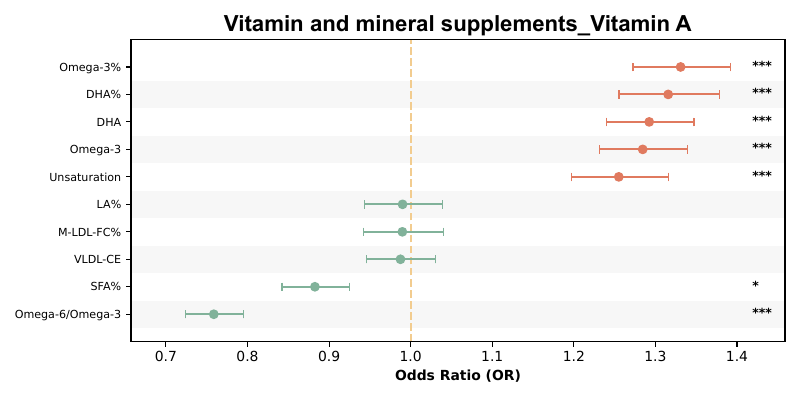 Vitamin and mineral supplements_Vitamin A
Omega-3% ***
DHA% ***
DHA ***
Omega-3 ***
Unsaturation ***
LA%
M-LDL-FC%
VLDL-CE
SFA% *
Omega-6/Omega-3 ***
0.7 0.8 0.9 1.0 1.1 1.2 1.3 1.4
Odds Ratio (OR)